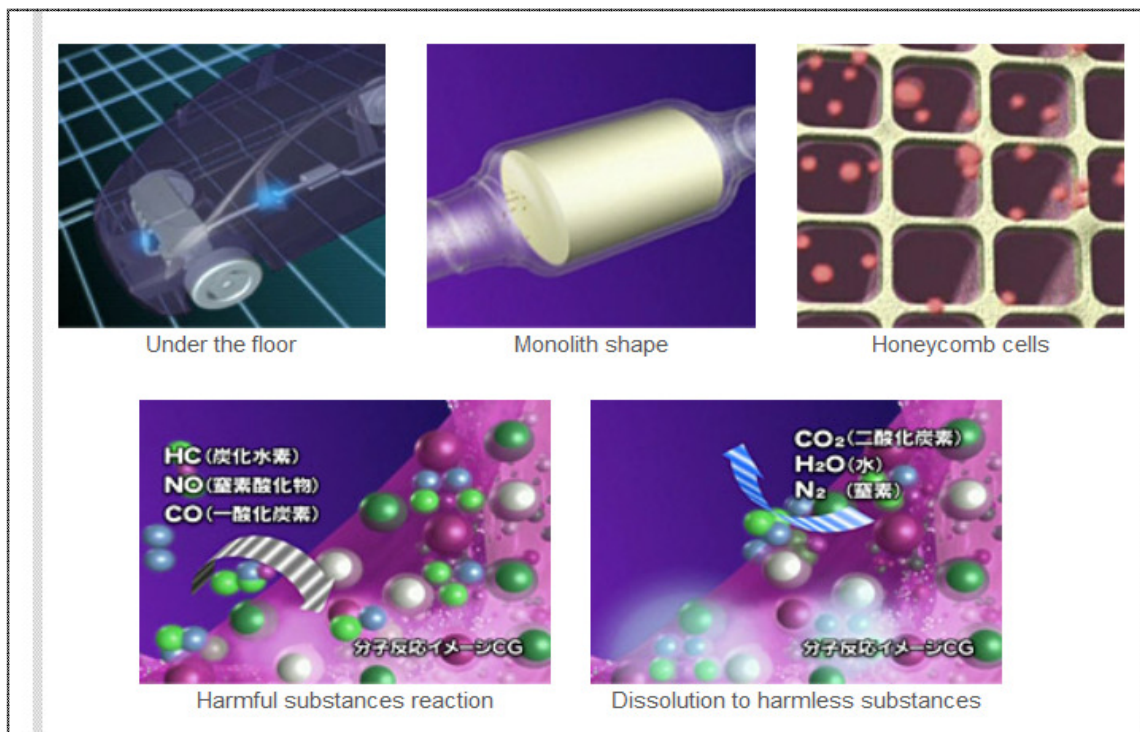 Under the floor
Monolith shape
Honeycomb cells
HC(炭化水素)
NO(窒素酸化物)
CO(一酸化炭素)
分子反応イメージCG
CO₂(二酸化炭素)
H₂O(水)
N₂ (窒素)
分子反応イメージCG
Harmful substances reaction
Dissolution to harmless substances